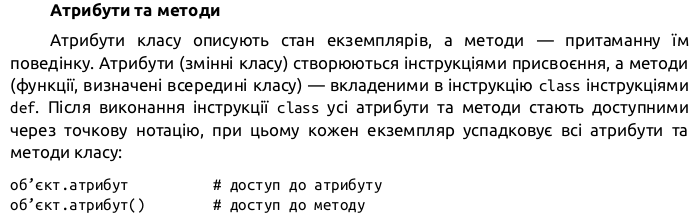 Атрибути та методи
Атрибути класу описують стан екземплярів, а методи — притаманну їм
поведінку. Атрибути (змінні класу) створюються інструкціями присвоєння, а методи
(функції, визначені всередині класу) — вкладеними в інструкцію class інструкціями
def. Після виконання інструкції class усі атрибути та методи стають доступними
через точкову нотацію, при цьому кожен екземпляр успадковує всі атрибути та
методи класу:
об’єкт.атрибут # доступ до атрибуту
об’єкт.атрибут() # доступ до методу